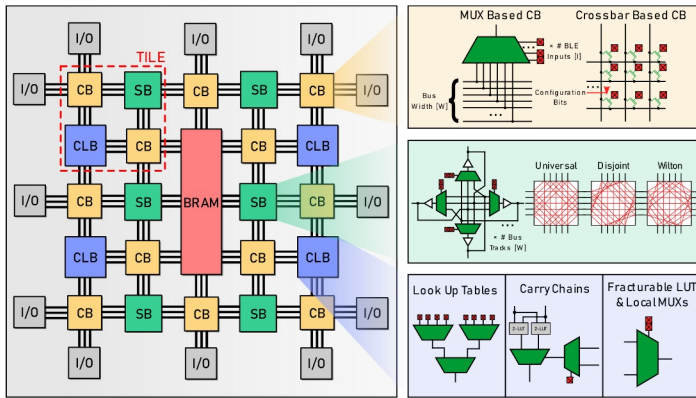 I/O
I/O
I/O
TILE
I/O
CB
SB
CB
SB
CB
I/O
CLB
CB
BRAM
CB
CLB
I/O
CB
SB
SB
CB
I/O
CLB
CB
CB
CLB
I/O
CB
SB
CB
SB
CB
I/O
I/O
I/O
I/O
MUX Based CB
× # BLE
Inputs [I]
Bus
Width [W]
Crossbar Based CB
Configuration
Bits
× # Bus
Tracks [W]
Universal
Disjoint
Wilton
Look Up Tables
Carry Chains
2-LUT
2-LUT
Fracturable LUT
& Local MUXs